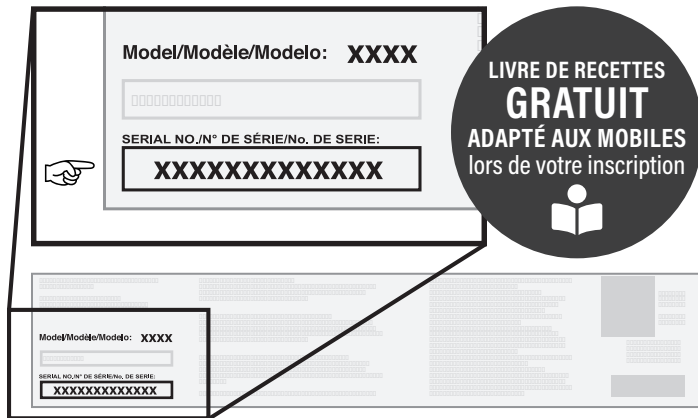 Model/Modèle/Modelo: XXXX
SERIAL NO./N° DE SÉRIE/No. DE SERIE:
XXXXXXXXXXXXX
LIVRE DE RECETTES
GRATUIT
ADAPTÉ AUX MOBILES
lors de votre inscription
Model/Modèle/Modelo: XXXX
SERIAL NO./N° DE SÉRIE/No. DE SERIE:
XXXXXXXXXXXXX